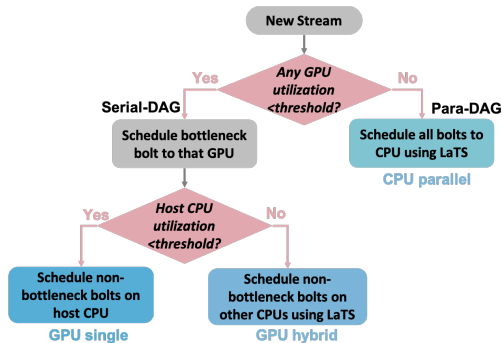 New Stream
Any GPU
utilization
<threshold?
Yes
No
Serial-DAG
Para-DAG
Schedule bottleneck
bolt to that GPU
Schedule all bolts to
CPU using LaTS
CPU parallel
Host CPU
utilization
<threshold?
Yes
No
Schedule non-
bottleneck bolts on
host CPU
Schedule non-
bottleneck bolts on
other CPUs using LaTS
GPU single
GPU hybrid